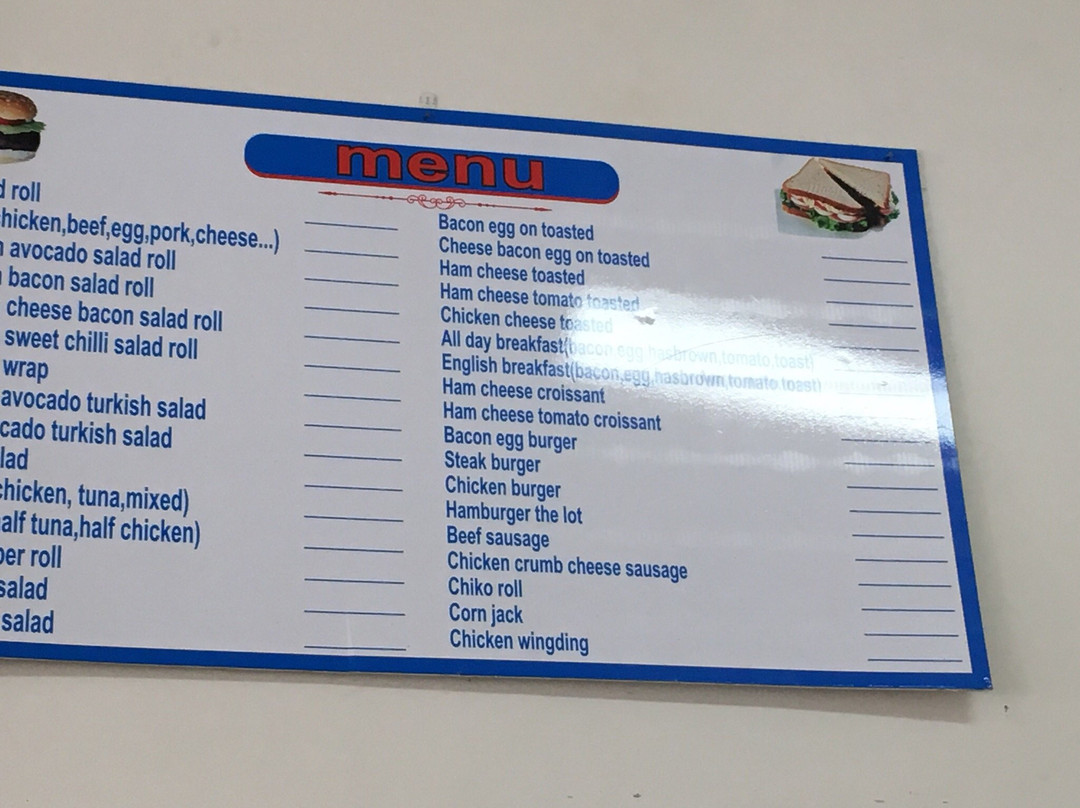 menu
roll
chicken,beef,egg,pork,cheese...)
avocado salad roll
bacon salad roll
cheese bacon salad roll
sweet chilli salad roll
wrap
avocado turkish salad
turkish salad
chicken, tuna,mixed)
tuna,half chicken)
roll
salad
salad
Bacon egg on toasted
Cheese bacon egg on toasted
Ham cheese toasted
Ham cheese tomato toasted
Chicken cheese toasted
All day breakfast(bacon egg hasbrown,tomato,toast)
English breakfast(bacon,egg,hasbrown,tomato.toast)
Ham cheese croissant
Ham cheese tomato croissant
Bacon egg burger
Steak burger
Chicken burger
Hamburger the lot
Beef sausage
Chicken crumb cheese sausage
Chiko roll
Corn jack
Chicken wingding